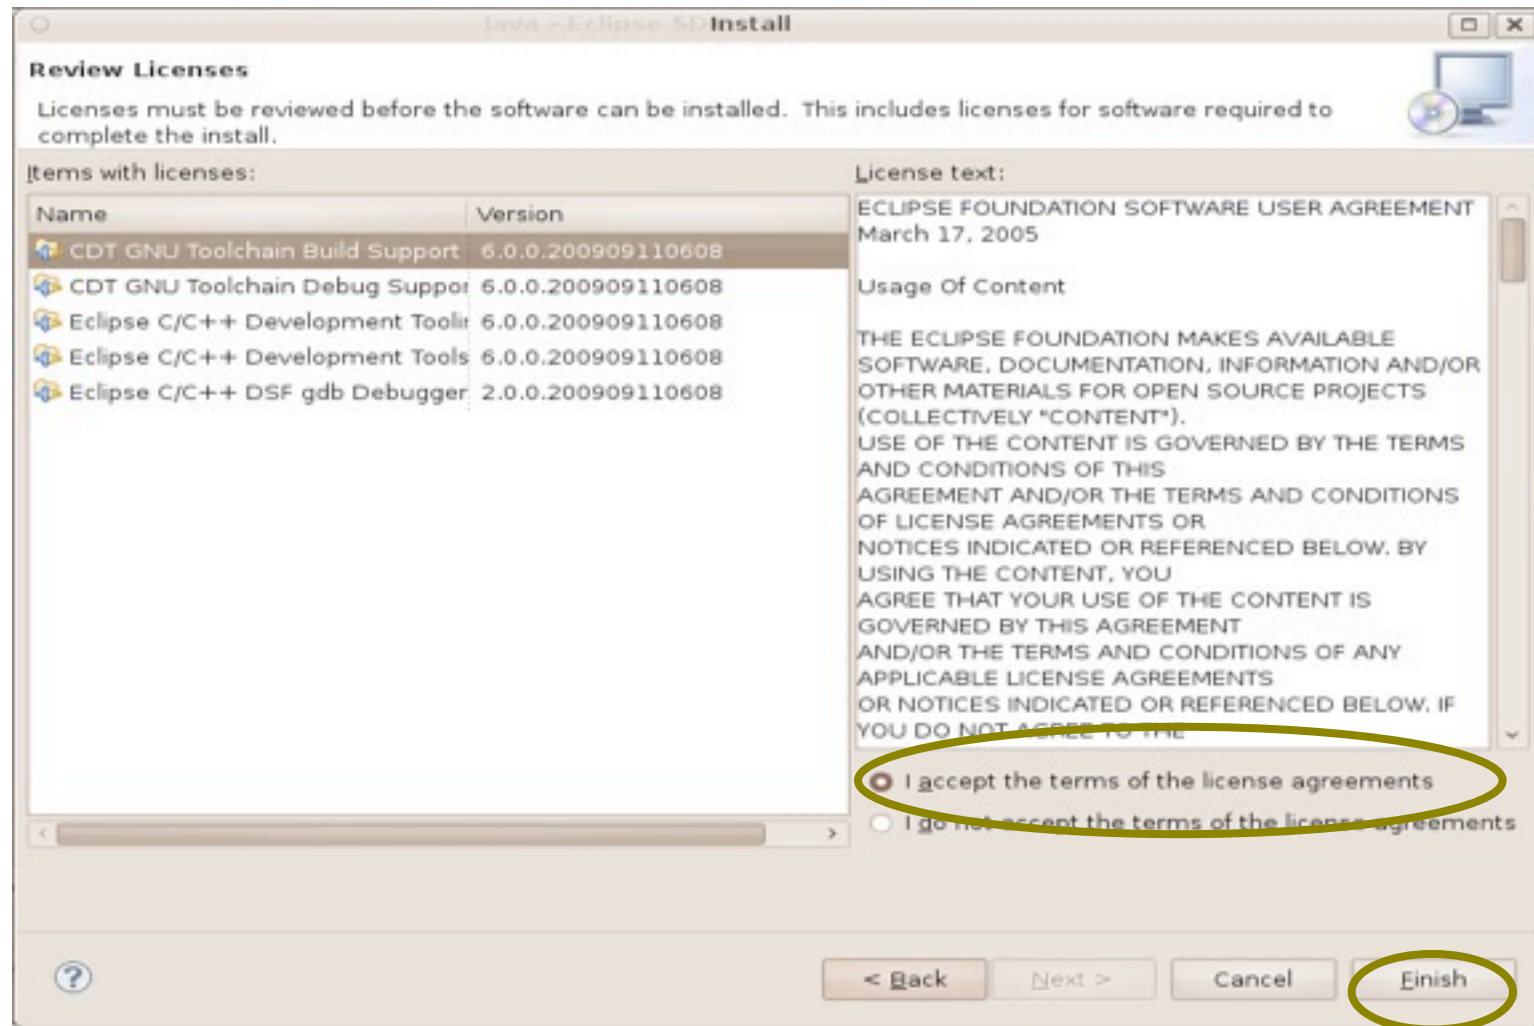 Java - Eclipse SD Install
Review Licenses
Licenses must be reviewed before the software can be installed. This includes licenses for software required to
complete the install.
Items with licenses:
Name Version
CDT GNU Toolchain Build Support 6.0.0.200909110608
CDT GNU Toolchain Debug Suppor 6.0.0.200909110608
Eclipse C/C++ Development Toolin 6.0.0.200909110608
Eclipse C/C++ Development Tools 6.0.0.200909110608
Eclipse C/C++ DSF gdb Debugger 2.0.0.200909110608
License text:
ECLIPSE FOUNDATION SOFTWARE USER AGREEMENT
March 17, 2005
Usage Of Content
THE ECLIPSE FOUNDATION MAKES AVAILABLE
SOFTWARE, DOCUMENTATION, INFORMATION AND/OR
OTHER MATERIALS FOR OPEN SOURCE PROJECTS
(COLLECTIVELY "CONTENT").
USE OF THE CONTENT IS GOVERNED BY THE TERMS
AND CONDITIONS OF THIS
AGREEMENT AND/OR THE TERMS AND CONDITIONS
OF LICENSE AGREEMENTS OR
NOTICES INDICATED OR REFERENCED BELOW. BY
USING THE CONTENT, YOU
AGREE THAT YOUR USE OF THE CONTENT IS
GOVERNED BY THIS AGREEMENT
AND/OR THE TERMS AND CONDITIONS OF ANY
APPLICABLE LICENSE AGREEMENTS
OR NOTICES INDICATED OR REFERENCED BELOW. IF
YOU DO NOT AGREE TO THE
I accept the terms of the license agreements
I do not accept the terms of the license agreements
< Back Next > Cancel Finish